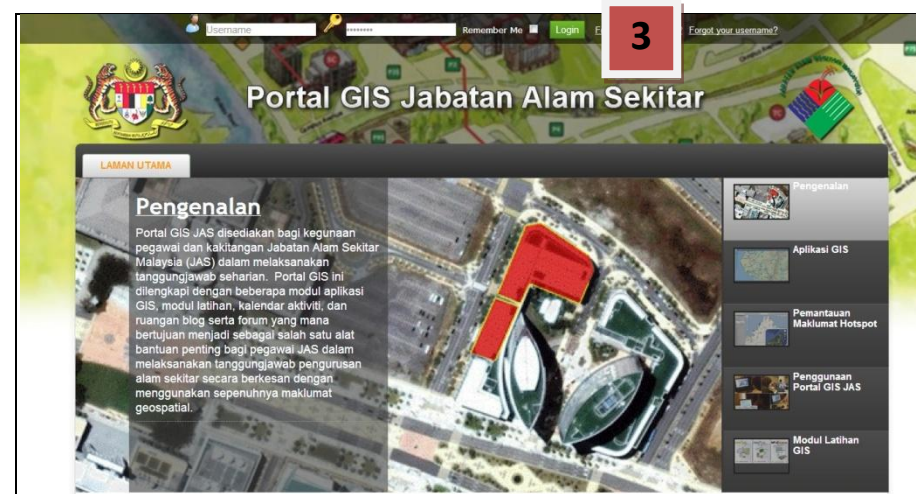 Username
••••••••
Remember Me
Login
3
Forgot your username?
Portal GIS Jabatan Alam Sekitar
LAMAN UTAMA
Pengenalan
Portal GIS JAS disediakan bagi kegunaan
pegawai dan kakitangan Jabatan Alam Sekitar
Malaysia (JAS) dalam melaksanakan
tanggungjawab seharian. Portal GIS ini
dilengkapi dengan beberapa modul aplikasi
GIS, modul latihan, kalendar aktiviti, dan
ruangan blog serta forum yang mana
bertujuan menjadi sebagai salah satu alat
bantuan penting bagi pegawai JAS dalam
melaksanakan tanggungjawab pengurusan
alam sekitar secara berkesan dengan
menggunakan sepenuhnya maklumat
geospatial.
Pengenalan
Aplikasi GIS
Pemantauan
Maklumat Hotspot
Penggunaan
Portal GIS JAS
Modul Latihan
GIS